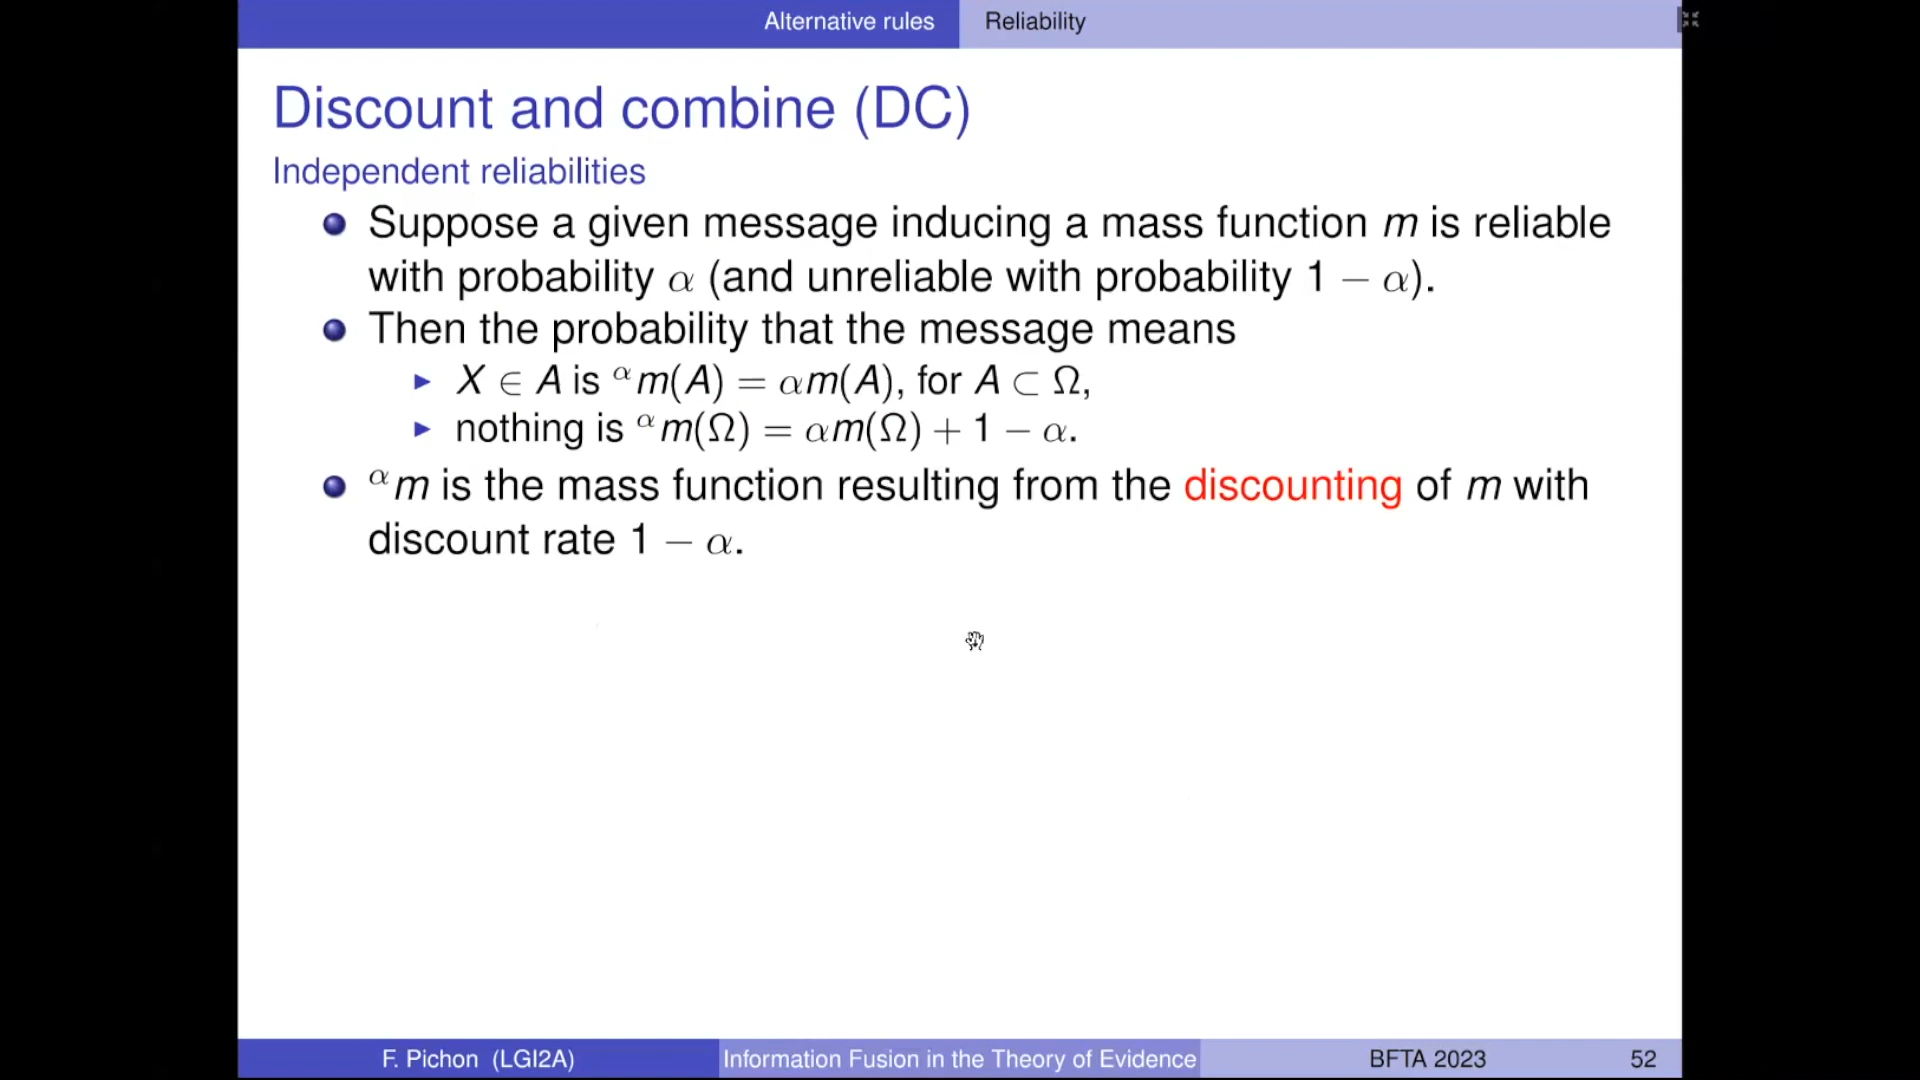 Alternative rules Reliability
Discount and combine (DC)
Independent reliabilities
Suppose a given message inducing a mass function m is reliable
with probability α (and unreliable with probability 1 − α).
Then the probability that the message means
X ∈ A is ᵅm(A) = αm(A), for A ⊂ Ω,
nothing is ᵅm(Ω) = αm(Ω) + 1 − α.
ᵅm is the mass function resulting from the discounting of m with
discount rate 1 − α.
F. Pichon (LGI2A) Information Fusion in the Theory of Evidence BFTA 2023 52